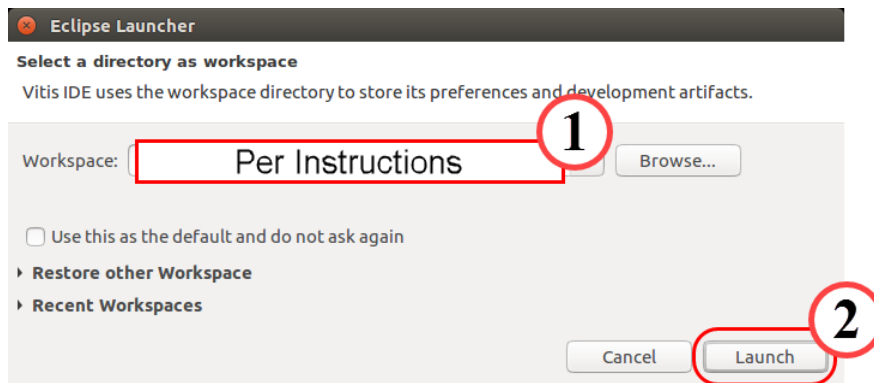 Eclipse Launcher
Select a directory as workspace
Vitis IDE uses the workspace directory to store its preferences and development artifacts.
1
Workspace: Per Instructions Browse...
Use this as the default and do not ask again
Restore other Workspace
Recent Workspaces
2
Cancel Launch